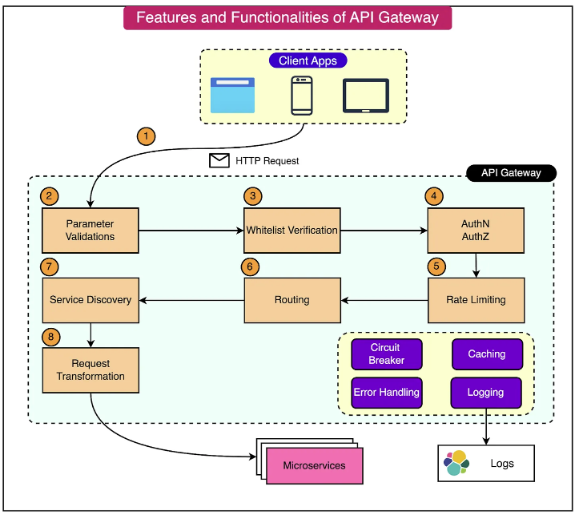 Features and Functionalities of API Gateway
Client Apps
1
HTTP Request
API Gateway
2
3
4
Parameter
Validations
Whitelist Verification
AuthN
AuthZ
7
6
5
Service Discovery
Routing
Rate Limiting
8
Request
Transformation
Circuit
Breaker
Caching
Error Handling
Logging
Microservices
Logs